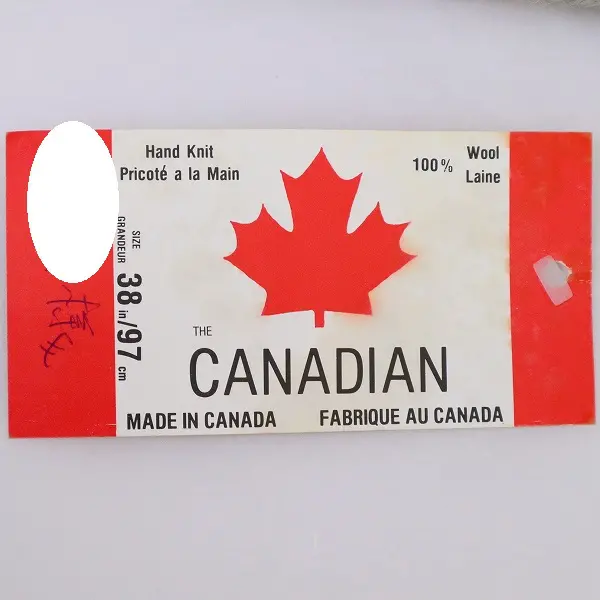 Hand Knit
Pricoté a la Main
100% Wool
Laine
SIZE
GRANDEUR
38 in/97 cm
THE
CANADIAN
MADE IN CANADA
FABRIQUE AU CANADA